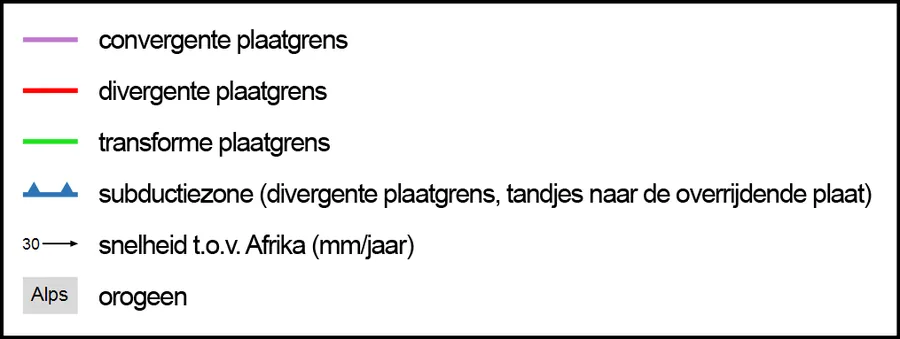 convergente plaatgrens
divergente plaatgrens
transforme plaatgrens
subductiezone (divergente plaatgrens, tandjes naar de overrijdende plaat)
30 snelheid t.o.v. Afrika (mm/jaar)
Alps orogeen